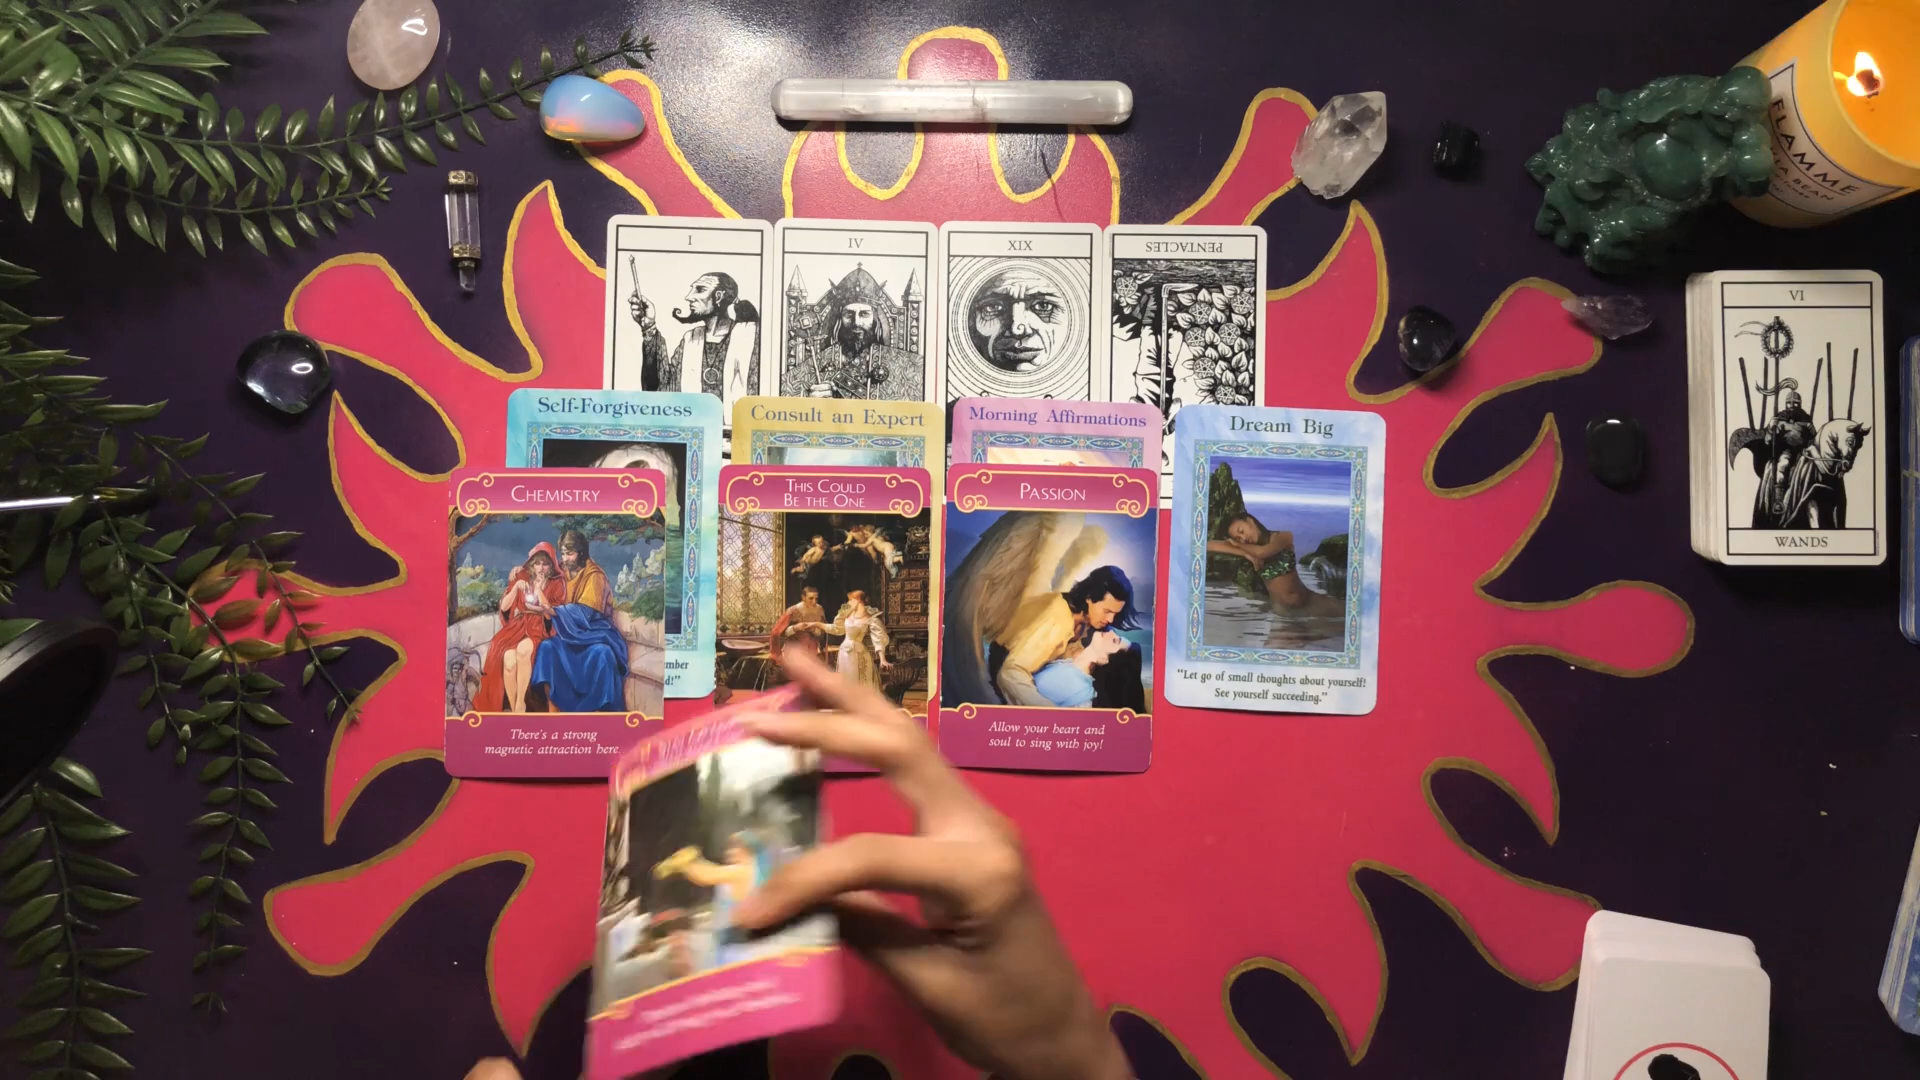 I
IV
XIX
PENTACLES
VI
WANDS
FLAMME
BEAN
Self-Forgiveness
Consult an Expert
Morning Affirmations
Dream Big
"Let go of small thoughts about yourself!
See yourself succeeding."
CHEMISTRY
There's a strong
magnetic attraction here.
THIS COULD
BE THE ONE
PASSION
Allow your heart and
soul to sing with joy!